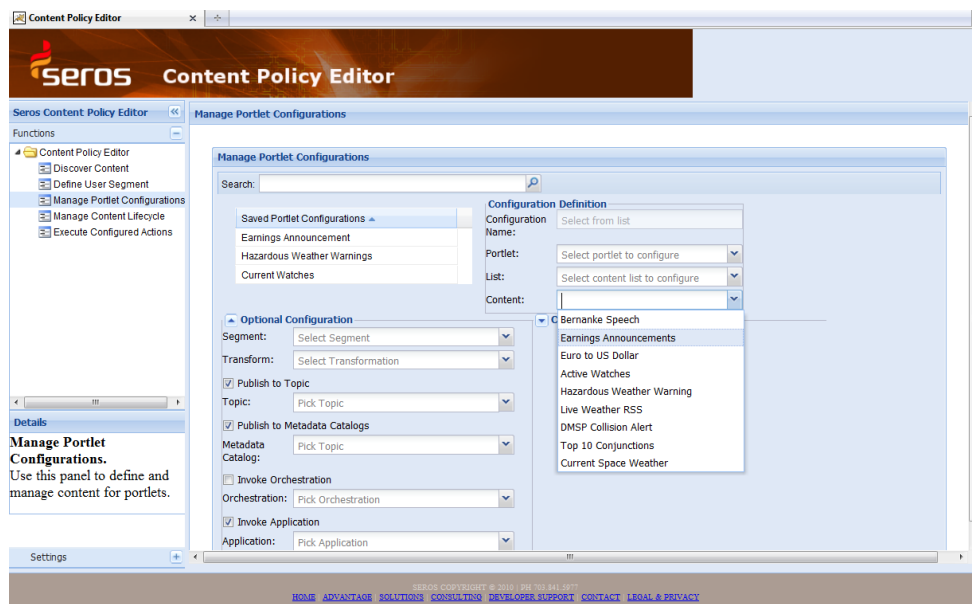 Content Policy Editor
seros Content Policy Editor
Seros Content Policy Editor
Functions
Content Policy Editor
Discover Content
Define User Segment
Manage Portlet Configurations
Manage Content Lifecycle
Execute Configured Actions
Details
Manage Portlet
Configurations.
Use this panel to define and
manage content for portlets.
Settings
Manage Portlet Configurations
Manage Portlet Configurations
Search:
Saved Portlet Configurations
Earnings Announcement
Hazardous Weather Warnings
Current Watches
Configuration Definition
Configuration Name: Select from list
Portlet: Select portlet to configure
List: Select content list to configure
Content:
Bernanke Speech
Earnings Announcements
Euro to US Dollar
Active Watches
Hazardous Weather Warning
Live Weather RSS
DMSP Collision Alert
Top 10 Conjunctions
Current Space Weather
Optional Configuration
Segment: Select Segment
Transform: Select Transformation
Publish to Topic
Topic: Pick Topic
Publish to Metadata Catalogs
Metadata Catalog: Pick Topic
Invoke Orchestration
Orchestration: Pick Orchestration
Invoke Application
Application: Pick Application
SEROS COPYRIGHT © 2010 | PH 703.841.5977
HOME ADVANTAGE SOLUTIONS CONSULTING DEVELOPER SUPPORT CONTACT LEGAL & PRIVACY